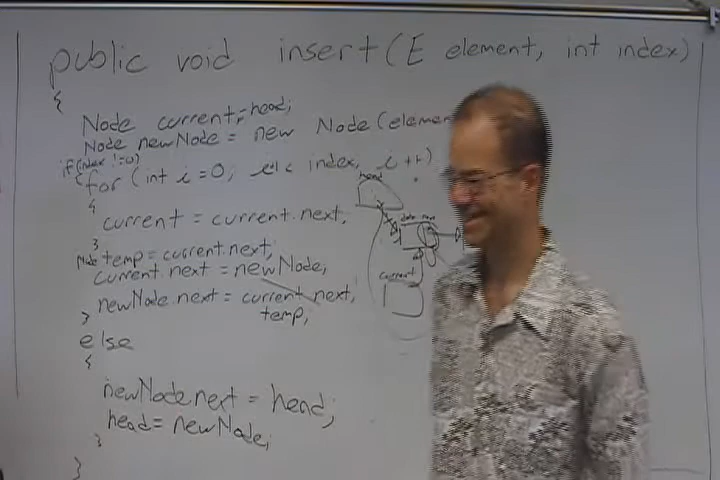 public void insert(E element, int index)
{
Node current = head;
Node newNode = new Node(elemen
if(index != 0)
{
for (int i=0; i < index; i++)
{
current = current.next;
}
Node temp = current.next;
current.next = newNode;
newNode.next = current.next;
temp;
}
else
{
newNode.next = head;
head = newNode;
}
}
head
data next
current